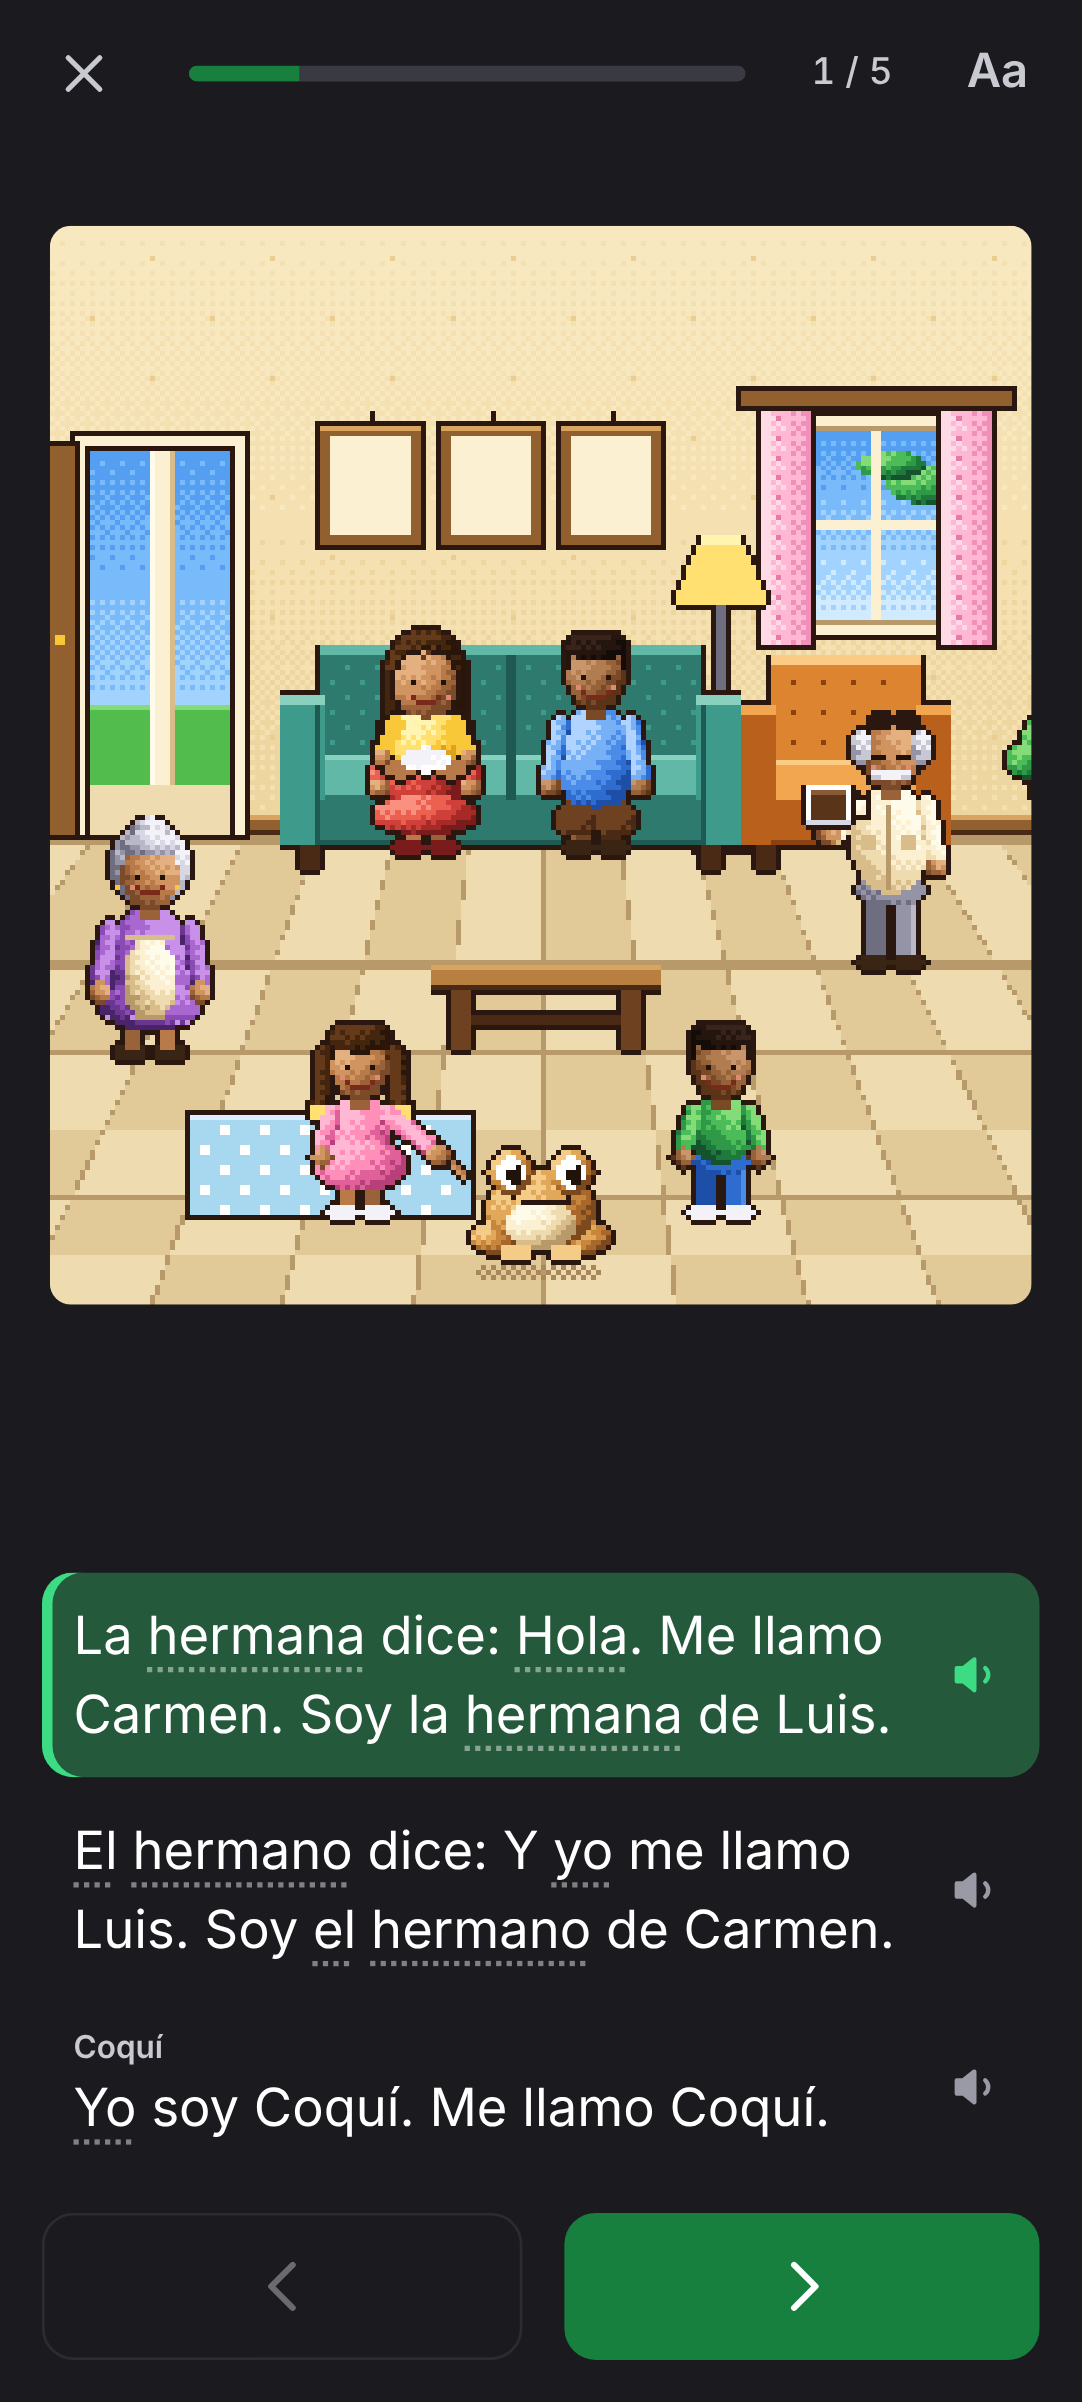 1 / 5
Aa
La hermana dice: Hola. Me llamo
Carmen. Soy la hermana de Luis.
El hermano dice: Y yo me llamo
Luis. Soy el hermano de Carmen.
Coquí
Yo soy Coquí. Me llamo Coquí.